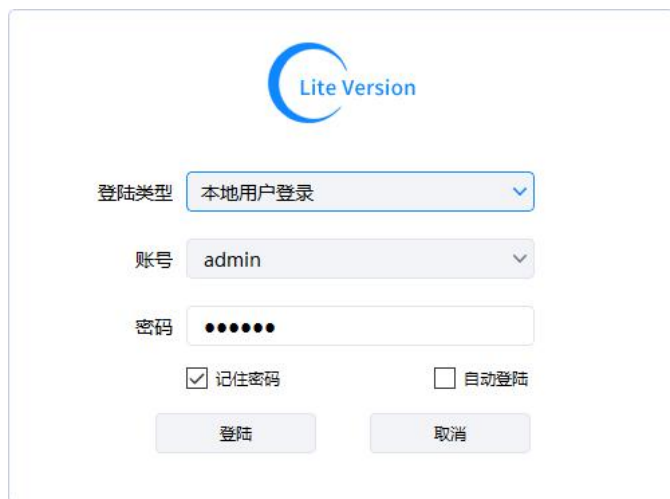 Lite Version
登陆类型 本地用户登录
账号 admin
密码 ●●●●●●
记住密码 自动登陆
登陆 取消